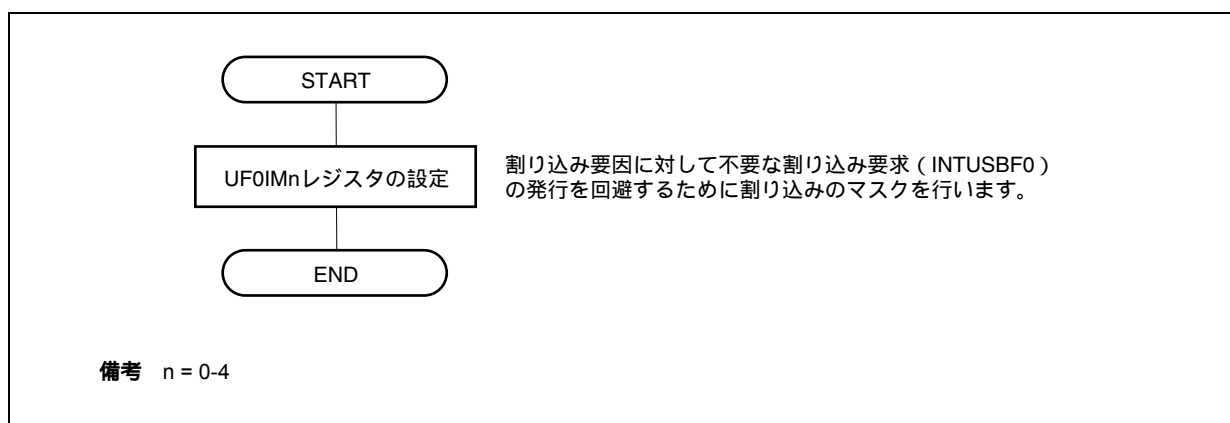 START
UF0IMnレジスタの設定
割り込み要因に対して不要な割り込み要求（INTUSBF0）
の発行を回避するために割り込みのマスクを行います。
END
備考 n = 0-4